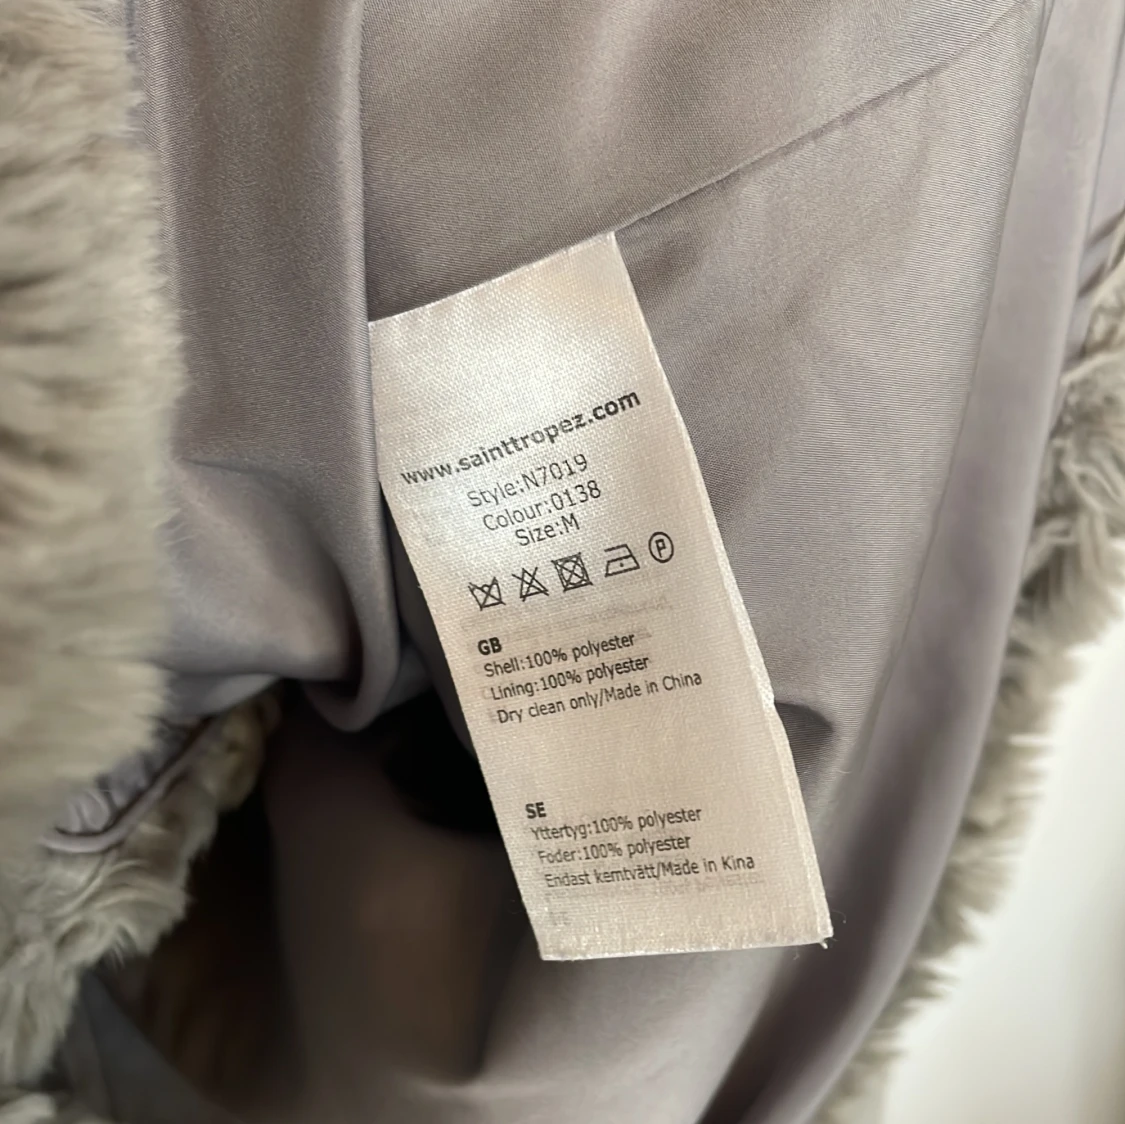 www.sainttropez.com
Style:N7019
Colour:0138
Size:M
P
GB
Shell:100% polyester
Lining:100% polyester
Dry clean only/Made in China
SE
Yttertyg:100% polyester
Foder:100% polyester
Endast kemtvätt/Made in Kina